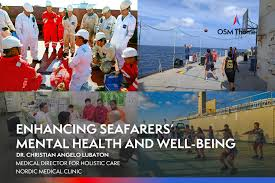 OSM Thome
ENHANCING SEAFARERS'
MENTAL HEALTH AND WELL-BEING
DR. CHRISTIAN ANGELO LUBATON
MEDICAL DIRECTOR FOR HOLISTIC CARE
NORDIC MEDICAL CLINIC